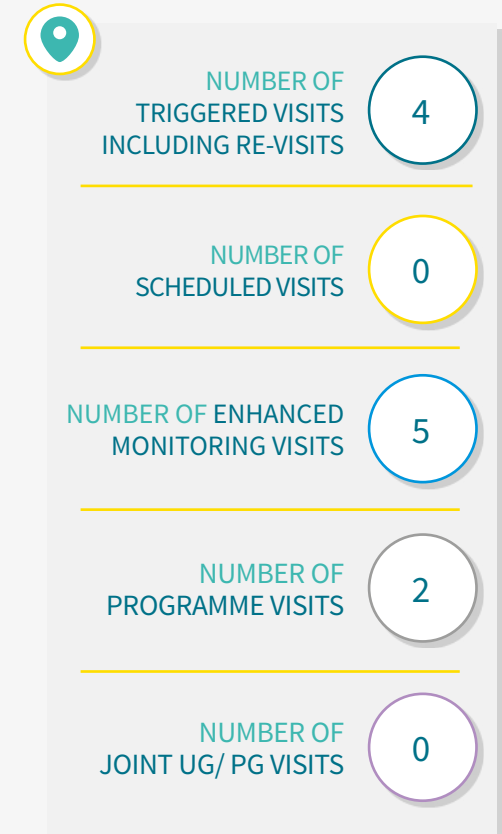 NUMBER OF
TRIGGERED VISITS
INCLUDING RE-VISITS
4
NUMBER OF
SCHEDULED VISITS
0
NUMBER OF ENHANCED
MONITORING VISITS
5
NUMBER OF
PROGRAMME VISITS
2
NUMBER OF
JOINT UG/ PG VISITS
0